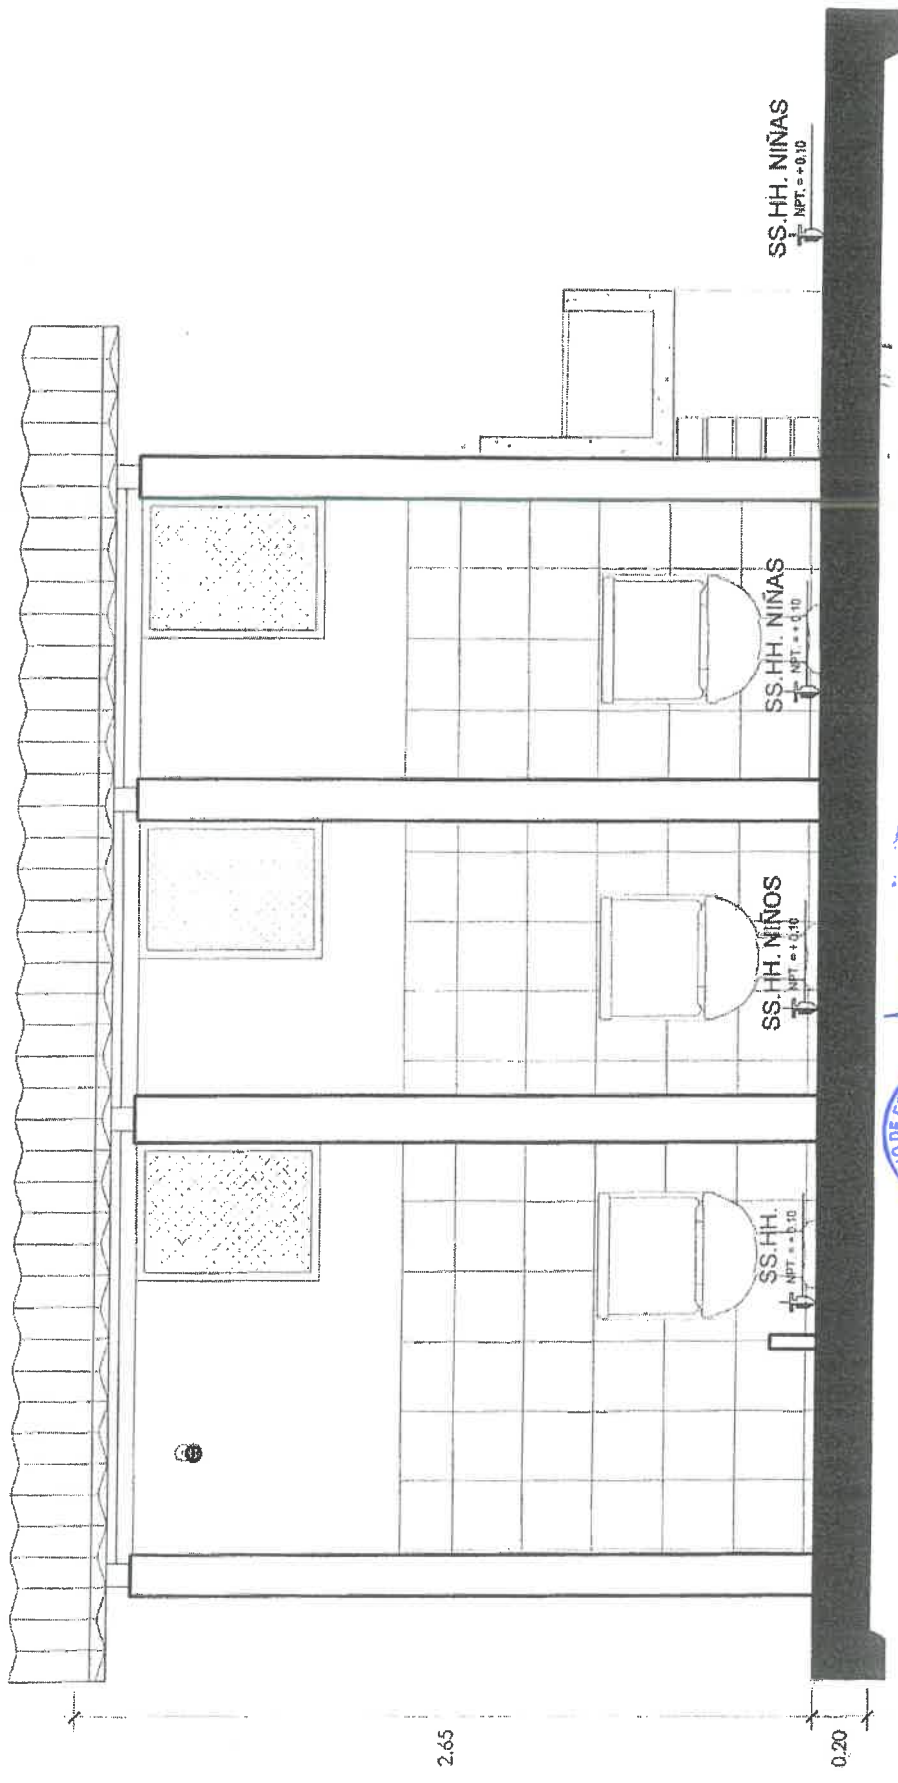 2.65
0.20
SS.HH.
NPT. = +0.10
SS.HH. NIÑOS
NPT. = +0.10
SS.HH. NIÑAS
NPT. = +0.10
SS.HH. NIÑAS
NPT. = +0.10